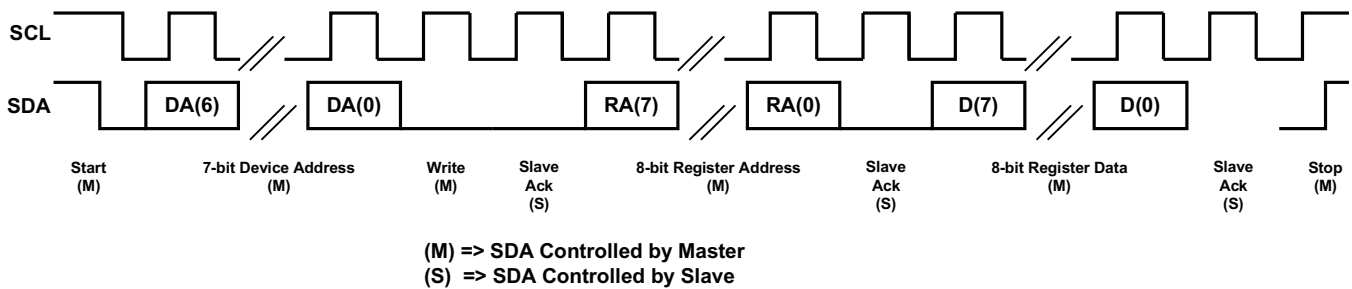 SCL
SDA
DA(6)
DA(0)
RA(7)
RA(0)
D(7)
D(0)
Start
(M)
7-bit Device Address
(M)
Write
(M)
Slave
Ack
(S)
8-bit Register Address
(M)
Slave
Ack
(S)
8-bit Register Data
(M)
Slave
Ack
(S)
Stop
(M)
(M) => SDA Controlled by Master
(S) => SDA Controlled by Slave